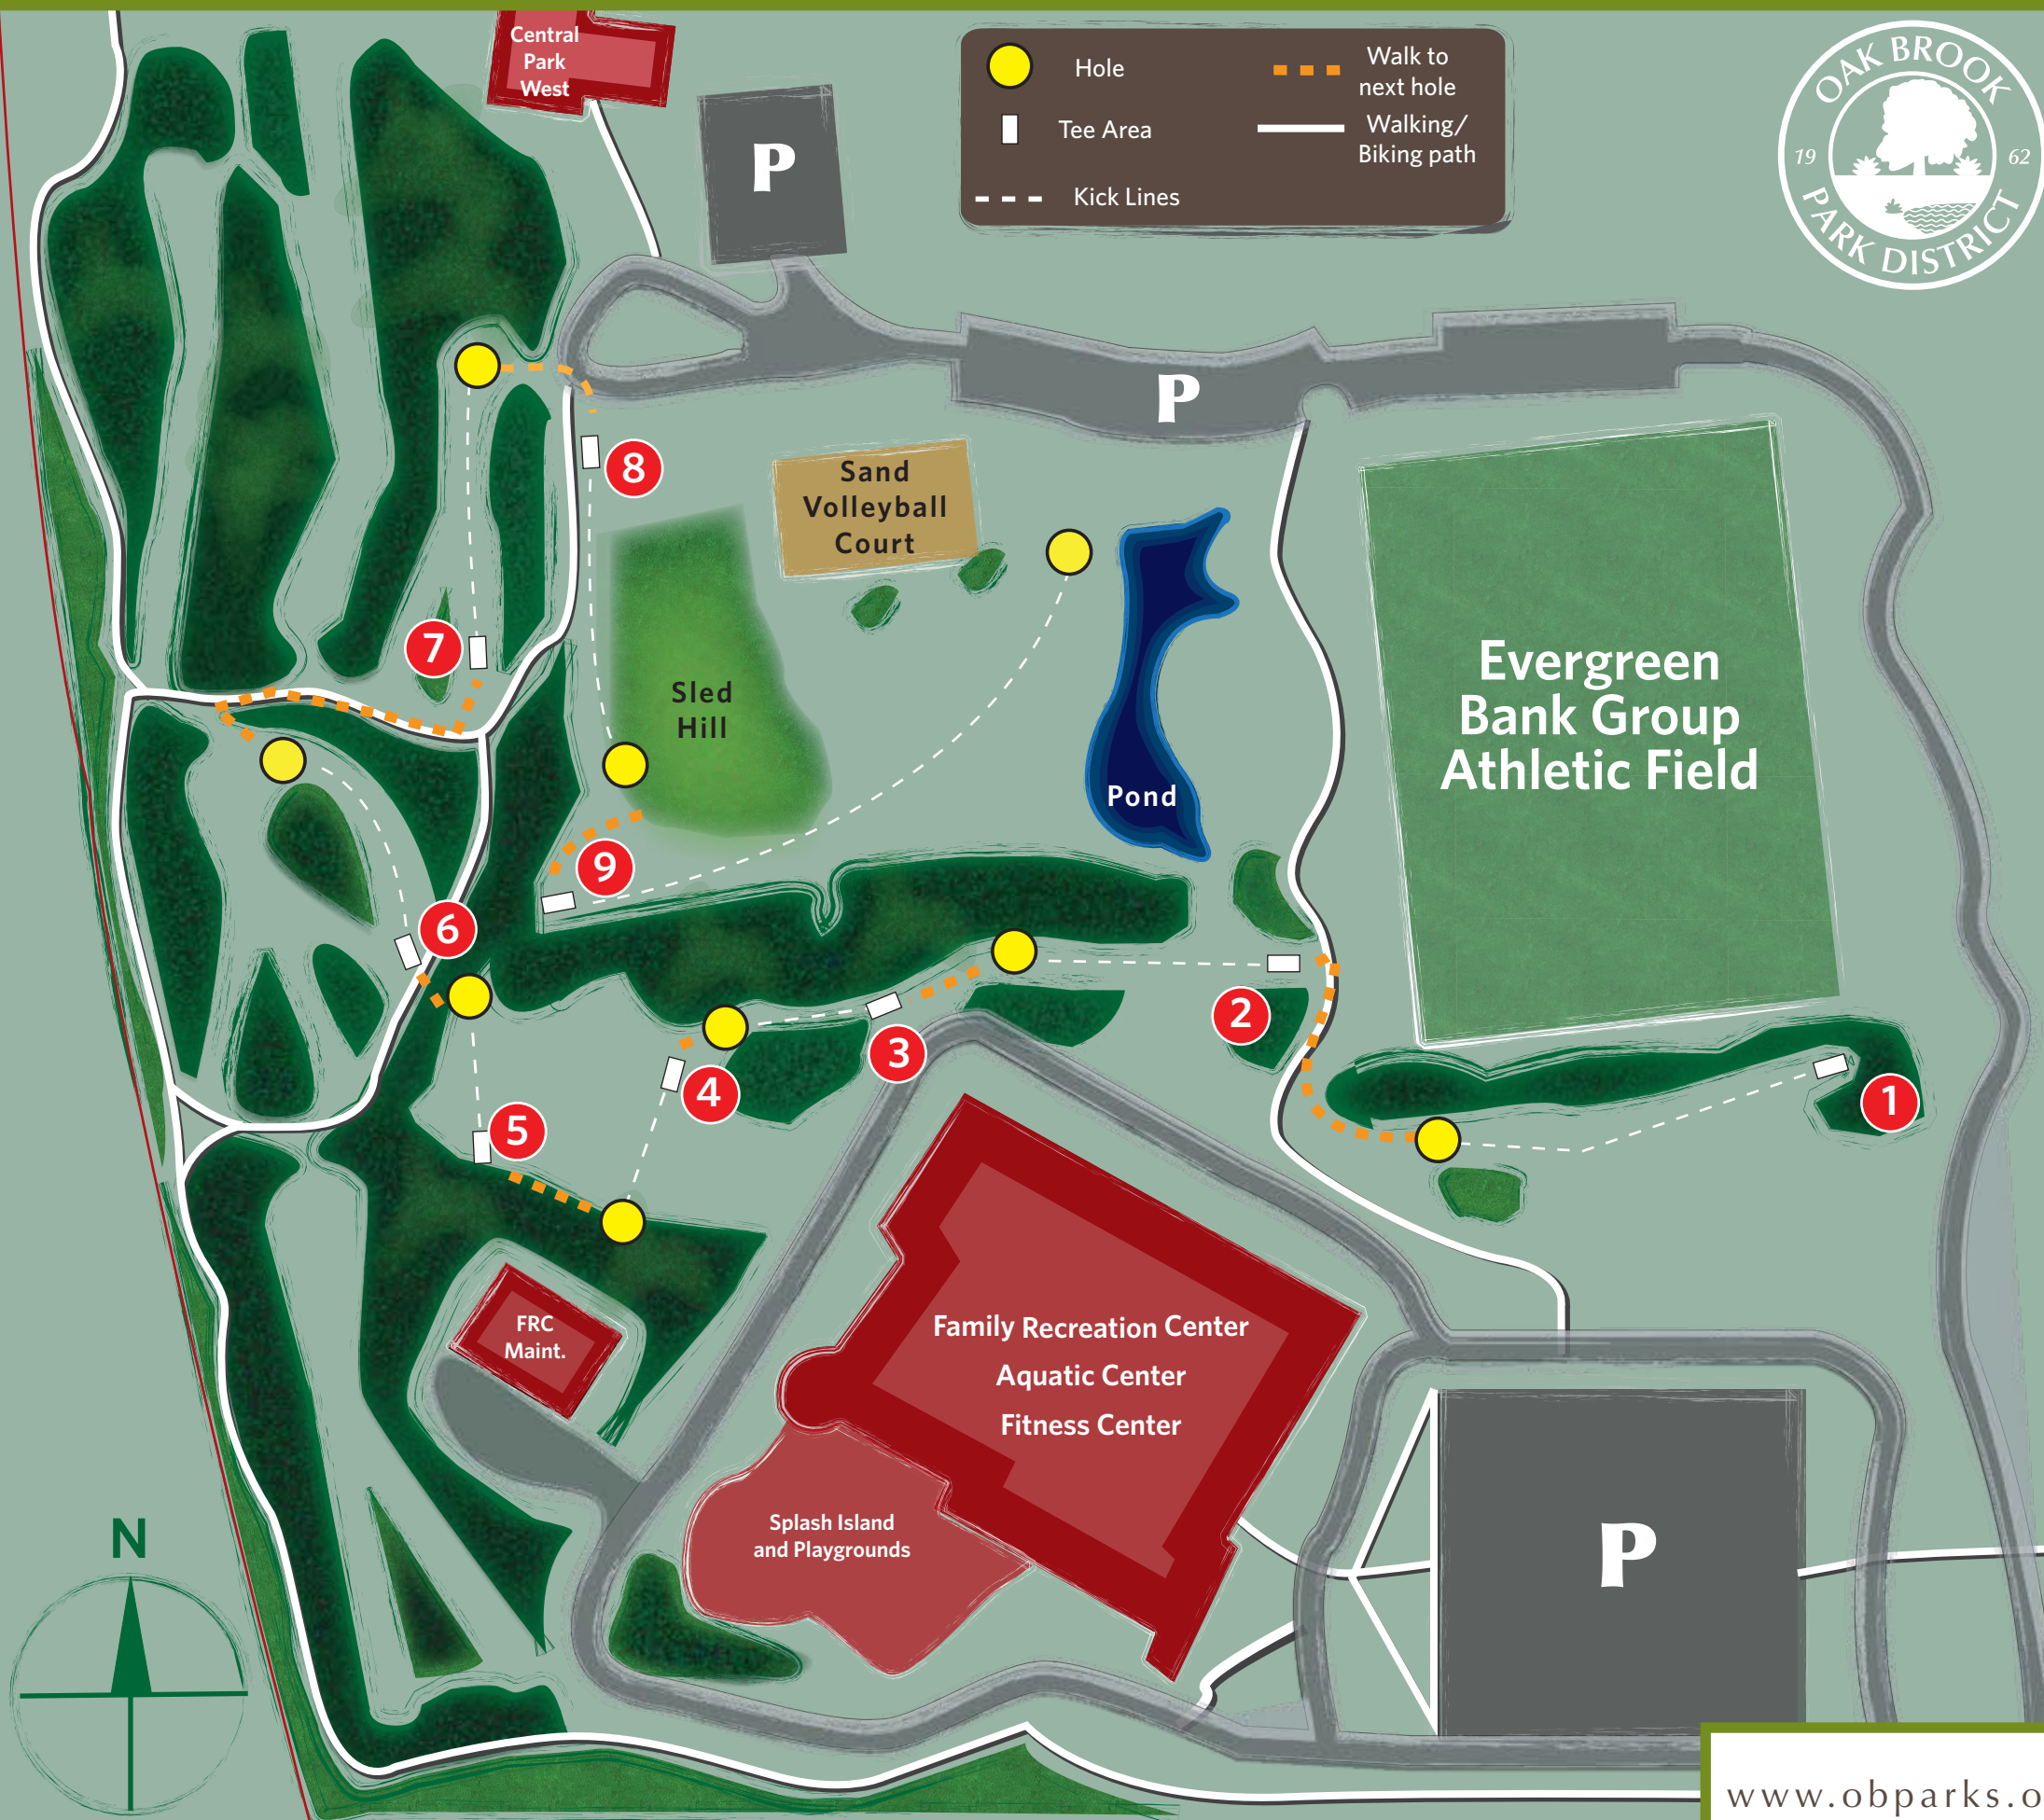 Central
Park
West
P
Hole
Walk to
next hole
Tee Area
Walking/
Biking path
Kick Lines
OAK BROOK
19 62
PARK DISTRICT
P
8
Sand
Volleyball
Court
7
Sled
Hill
Evergreen
Bank Group
Athletic Field
Pond
9
6
2
3
4
1
5
FRC
Maint.
Family Recreation Center
Aquatic Center
Fitness Center
Splash Island
and Playgrounds
N
P
www.obparks.o